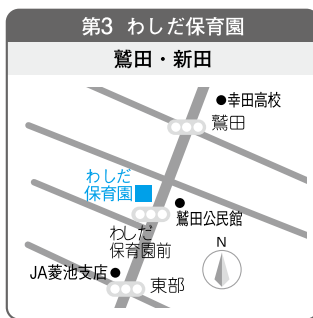 第3 わしだ保育園
鷲田・新田
幸田高校
鷲田
わしだ
保育園
鷲田公民館
わしだ
保育園前
N
JA菱池支店
東部